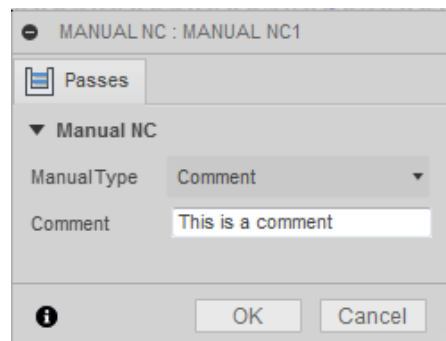 MANUAL NC : MANUAL NC1
Passes
Manual NC
Manual Type Comment
Comment This is a comment
OK Cancel